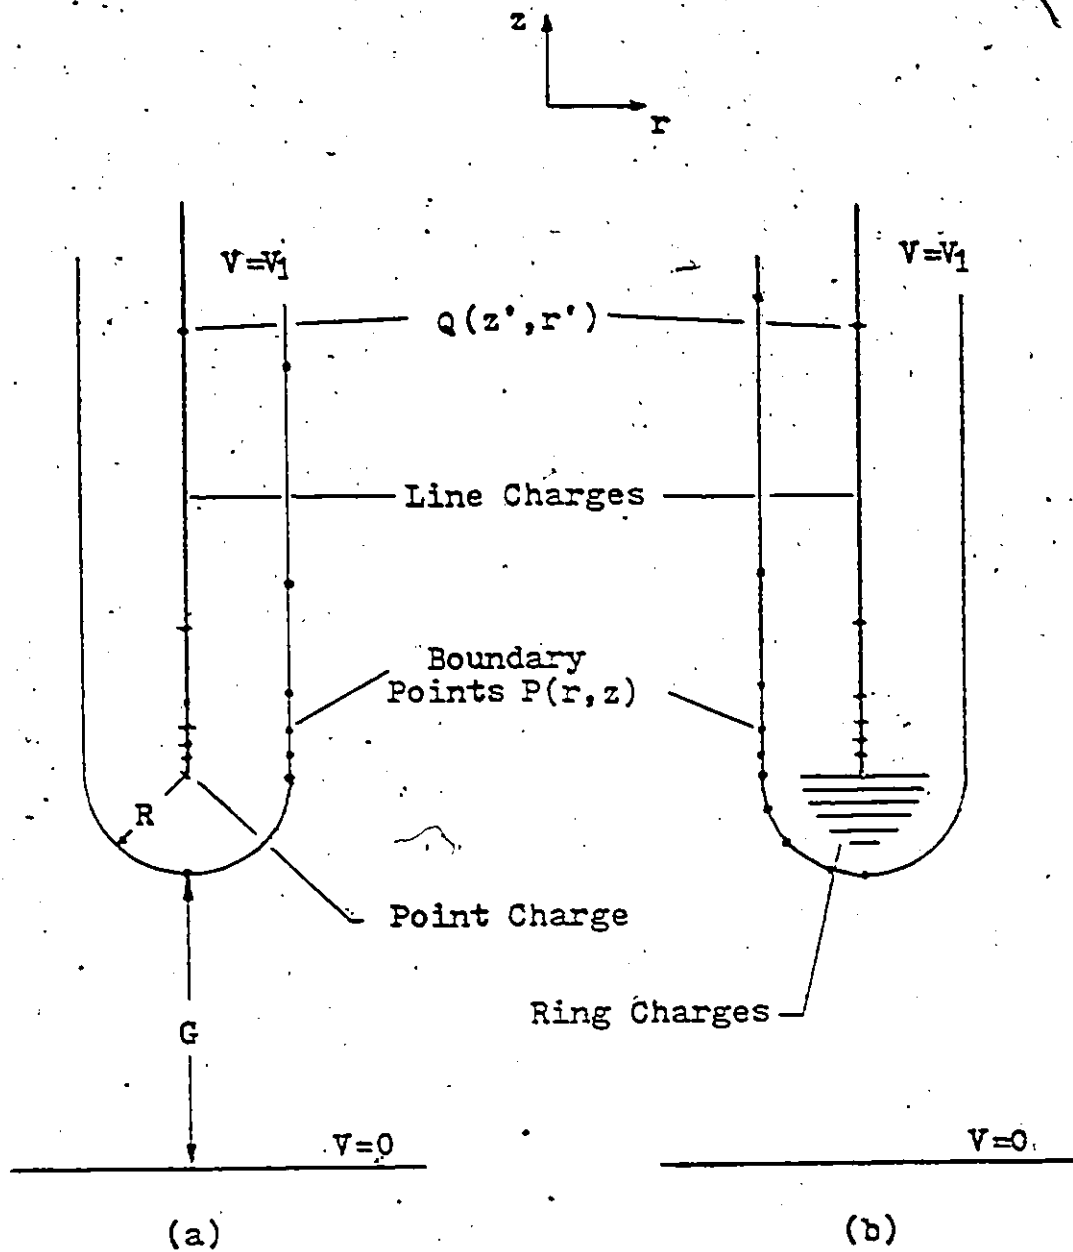 z
r
V=V1
V=V1
Q(z',r')
Line Charges
Boundary
Points P(r,z)
R
Point Charge
Ring Charges
G
V=0
V=0
(a)
(b)